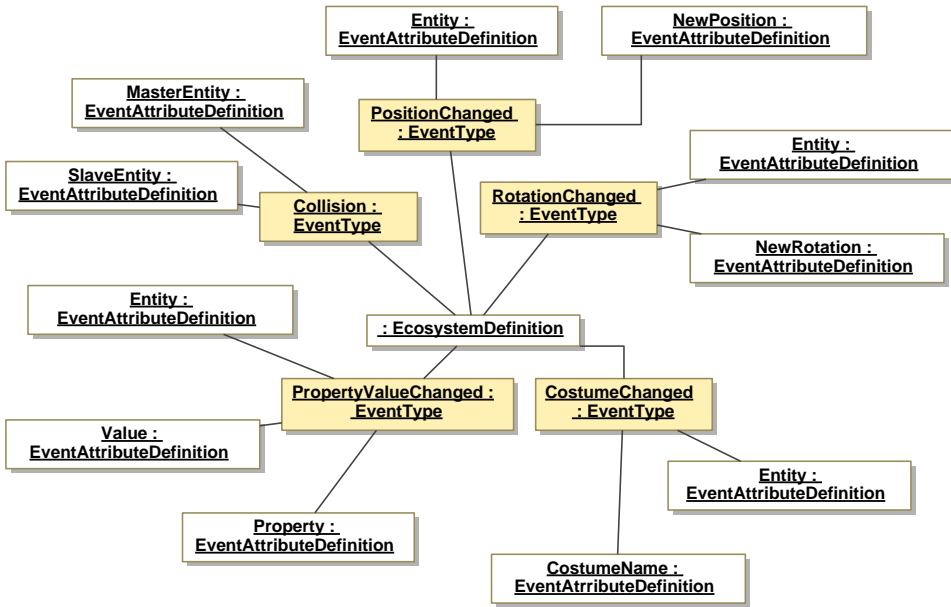 Entity :
EventAttributeDefinition
NewPosition :
EventAttributeDefinition
MasterEntity :
EventAttributeDefinition
PositionChanged
: EventType
Entity :
EventAttributeDefinition
SlaveEntity :
EventAttributeDefinition
Collision :
EventType
RotationChanged
: EventType
NewRotation :
EventAttributeDefinition
Entity :
EventAttributeDefinition
: EcosystemDefinition
PropertyValueChanged :
EventType
CostumeChanged
: EventType
Value :
EventAttributeDefinition
Entity :
EventAttributeDefinition
Property :
EventAttributeDefinition
CostumeName :
EventAtrributeDefinition